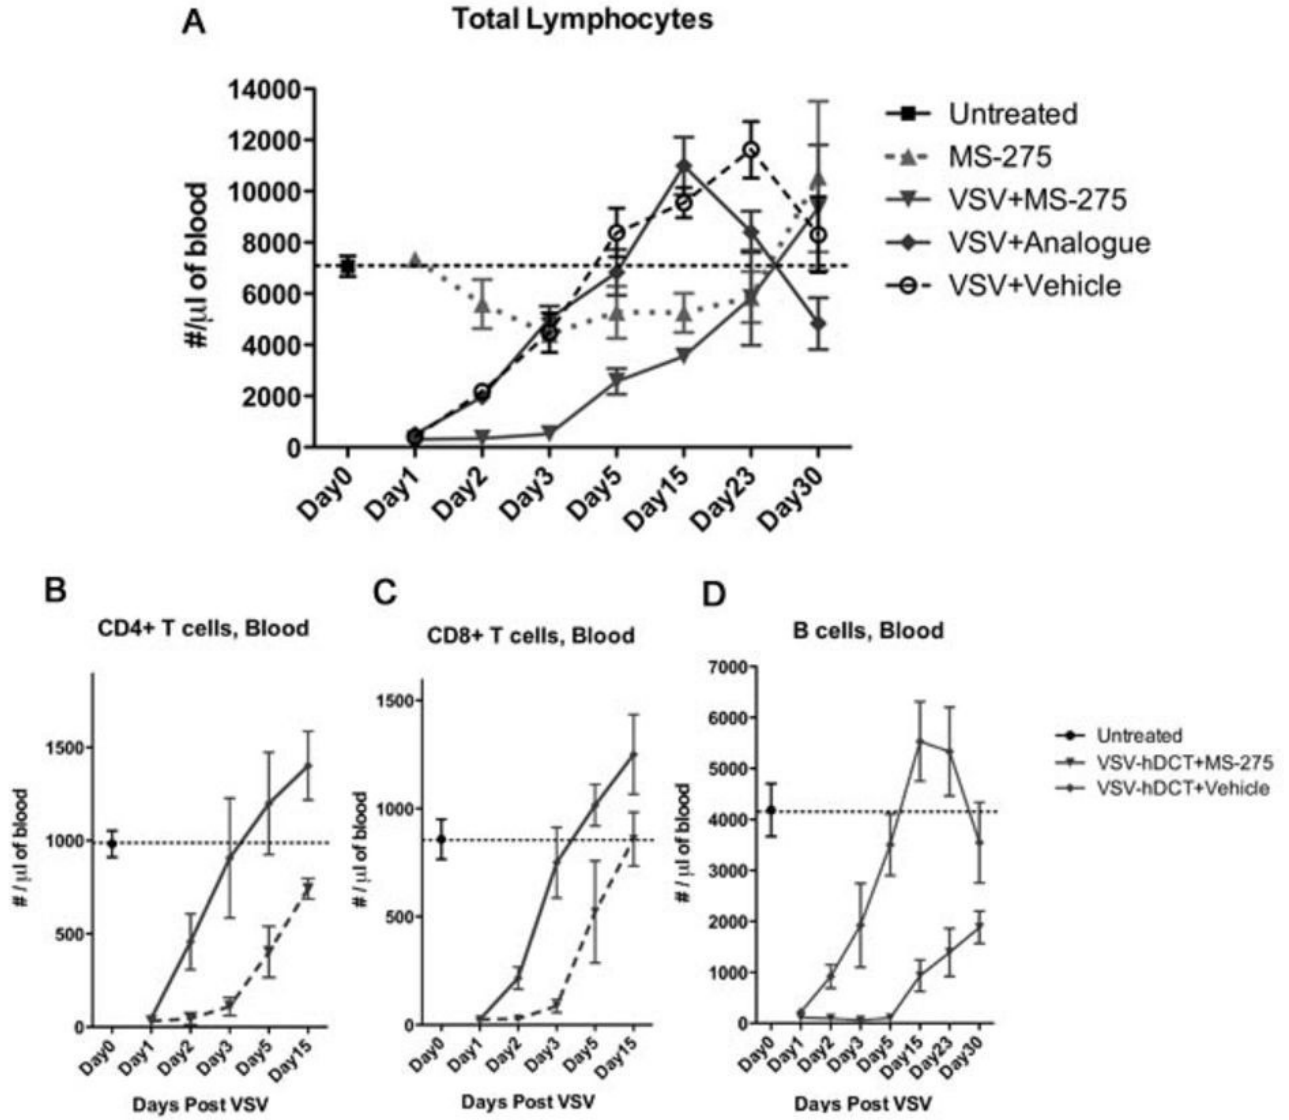 A
Total Lymphocytes
#/µl of blood
14000
12000
10000
8000
6000
4000
2000
0
Day0
Day1
Day2
Day3
Day5
Day15
Day23
Day30
Untreated
MS-275
VSV+MS-275
VSV+Analogue
VSV+Vehicle
B
CD4+ T cells, Blood
# / µl of blood
1500
1000
500
0
Day0
Day1
Day2
Day3
Day5
Day15
Days Post VSV
C
CD8+ T cells, Blood
# / µl of blood
1500
1000
500
0
Day0
Day1
Day2
Day3
Day5
Day15
Days Post VSV
D
B cells, Blood
# / µl of blood
7000
6000
5000
4000
3000
2000
1000
0
Day0
Day1
Day2
Day3
Day5
Day15
Day23
Day30
Days Post VSV
Untreated
VSV-hDCT+MS-275
VSV-hDCT+Vehicle